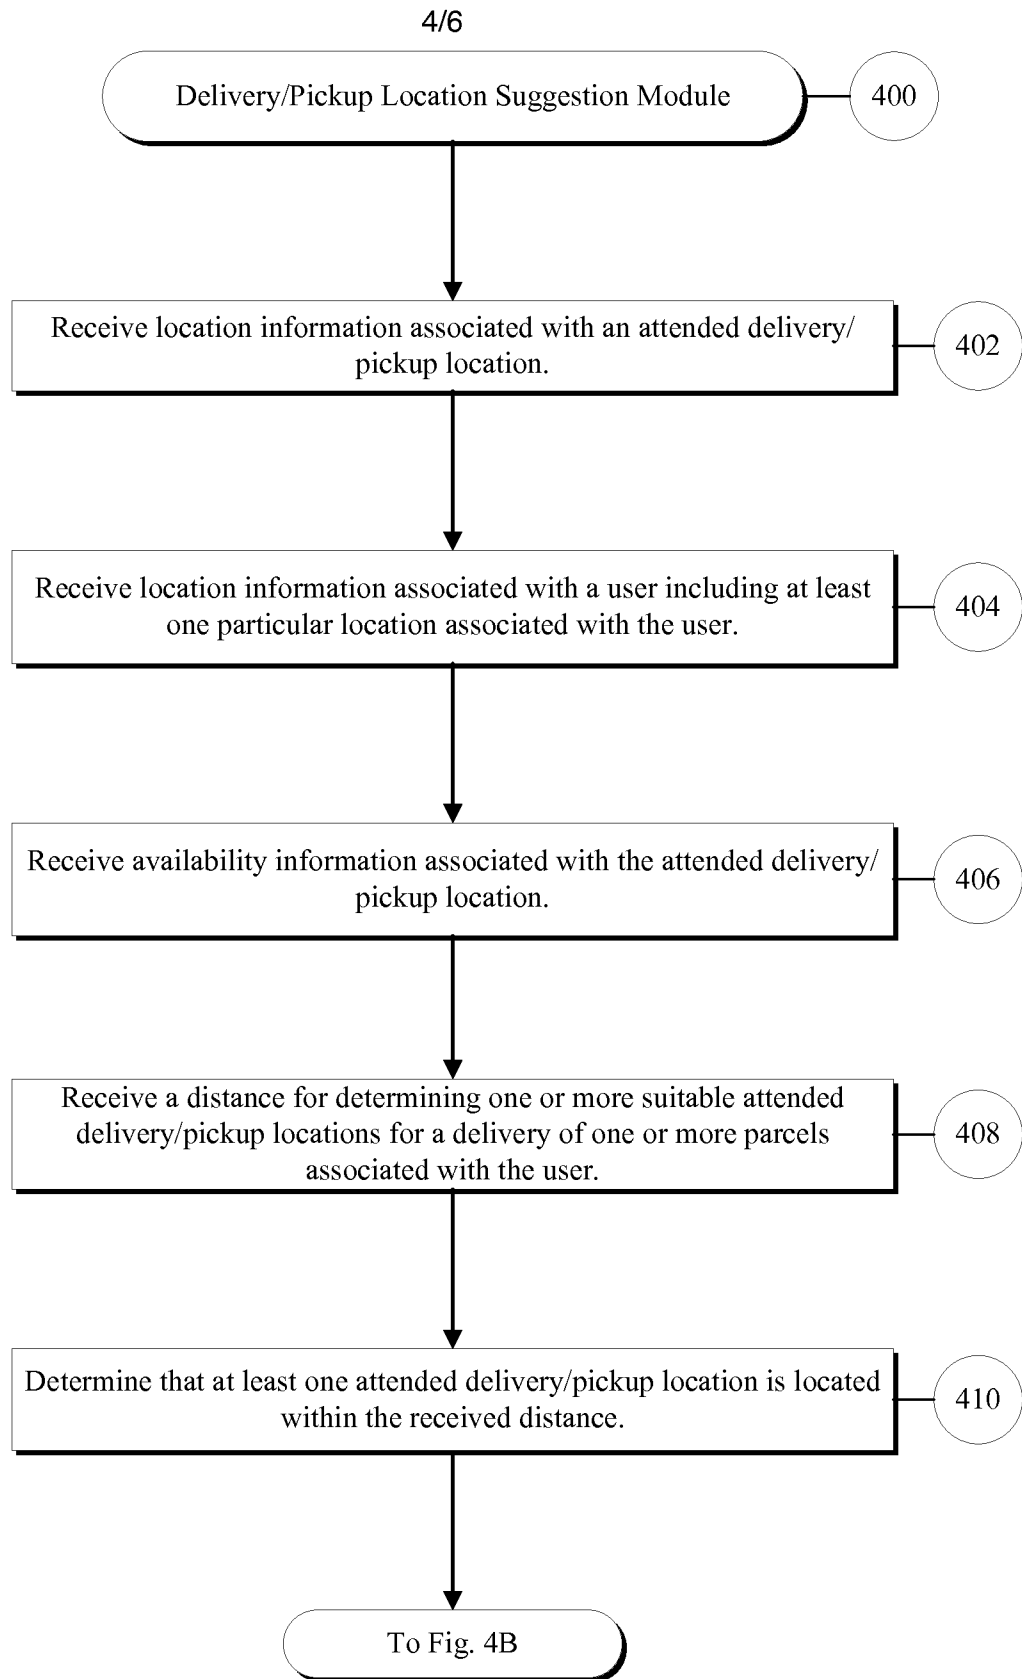 4/6
Delivery/Pickup Location Suggestion Module
400
Receive location information associated with an attended delivery/
pickup location.
402
Receive location information associated with a user including at least
one particular location associated with the user.
404
Receive availability information associated with the attended delivery/
pickup location.
406
Receive a distance for determining one or more suitable attended
delivery/pickup locations for a delivery of one or more parcels
associated with the user.
408
Determine that at least one attended delivery/pickup location is located
within the received distance.
410
To Fig. 4B